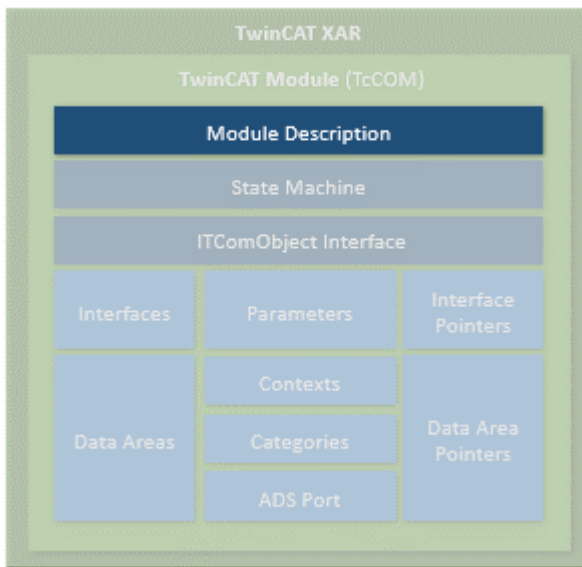 TwinCAT XAR
TwinCAT Module (TcCOM)
Module Description
State Machine
ITComObject Interface
Interfaces
Parameters
Interface
Pointers
Contexts
Data Areas
Categories
Data Area
Pointers
ADS Port